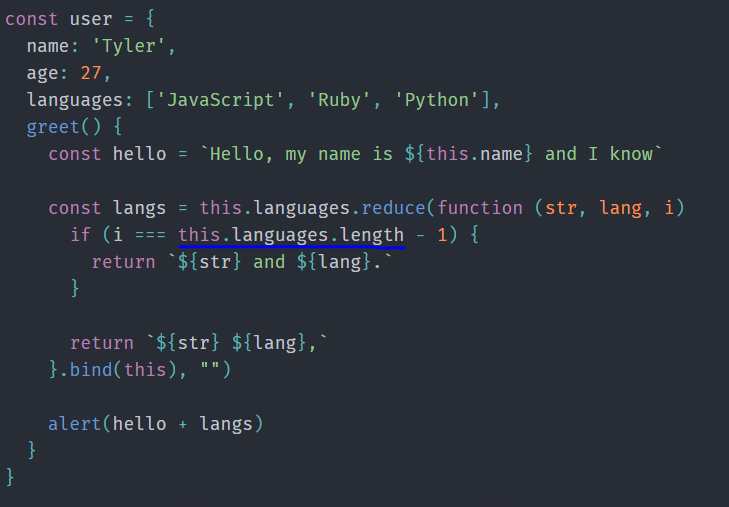 const user = {
  name: 'Tyler',
  age: 27,
  languages: ['JavaScript', 'Ruby', 'Python'],
  greet() {
    const hello = `Hello, my name is ${this.name} and I know`

    const langs = this.languages.reduce(function (str, lang, i)
      if (i === this.languages.length - 1) {
        return `${str} and ${lang}.`
      }

      return `${str} ${lang},`
    }.bind(this), "")

    alert(hello + langs)
  }
}